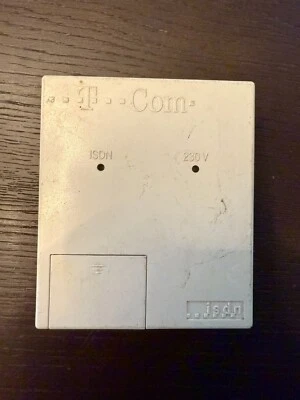 ..T..Com
ISDN
230V
..isdn